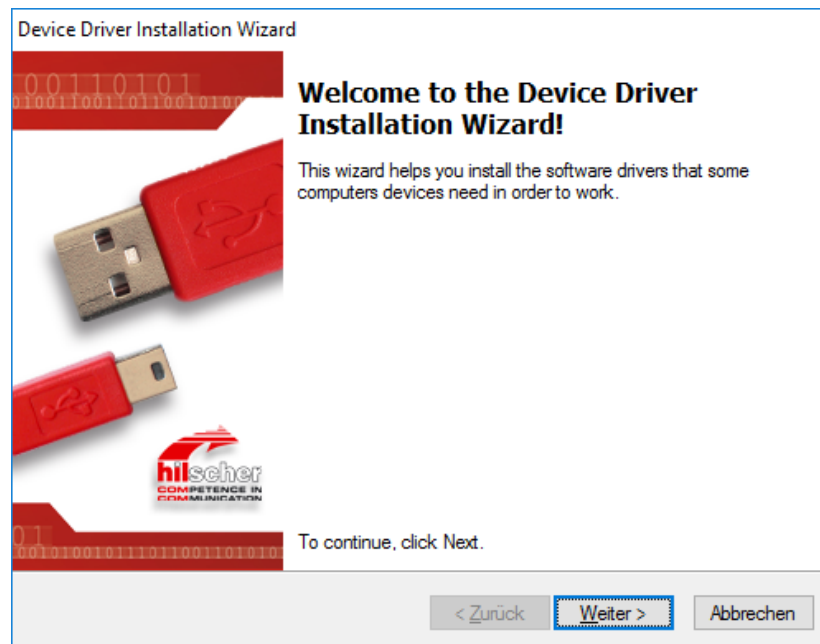 Device Driver Installation Wizard
00110101
Welcome to the Device Driver
Installation Wizard!
This wizard helps you install the software drivers that some
computers devices need in order to work.
hilscher
COMPETENCE IN
COMMUNICATION
To continue, click Next.
01
< Zurück
Weiter >
Abbrechen